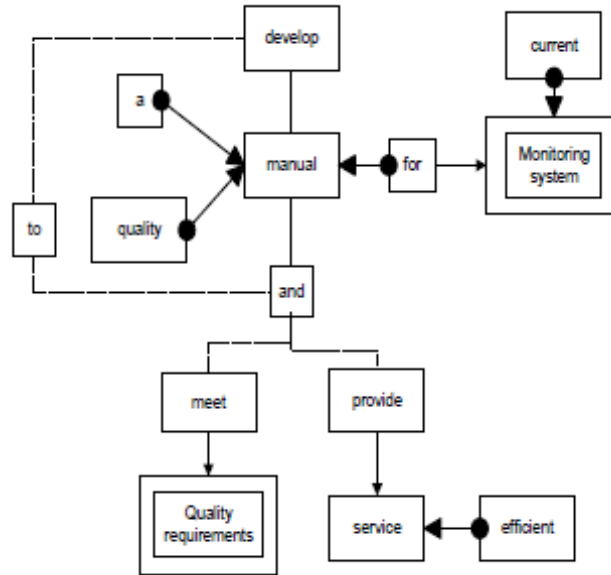 develop
current
a
manual
for
Monitoring
system
to
quality
and
meet
provide
Quality
requirements
service
efficient